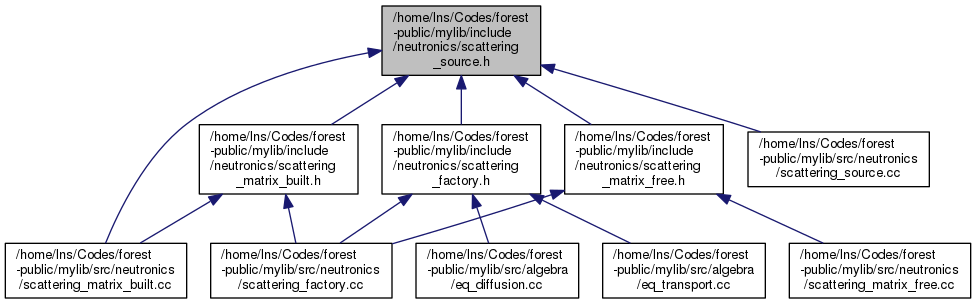 /home/lns/Codes/forest
-public/mylib/include
/neutronics/scattering
_source.h
/home/lns/Codes/forest
-public/mylib/include
/neutronics/scattering
_matrix_built.h
/home/lns/Codes/forest
-public/mylib/include
/neutronics/scattering
_factory.h
/home/lns/Codes/forest
-public/mylib/include
/neutronics/scattering
_matrix_free.h
/home/lns/Codes/forest
-public/mylib/src/neutronics
/scattering_source.cc
/home/lns/Codes/forest
-public/mylib/src/neutronics
/scattering_matrix_built.cc
/home/lns/Codes/forest
-public/mylib/src/neutronics
/scattering_factory.cc
/home/lns/Codes/forest
-public/mylib/src/algebra
/eq_diffusion.cc
/home/lns/Codes/forest
-public/mylib/src/algebra
/eq_transport.cc
/home/lns/Codes/forest
-public/mylib/src/neutronics
/scattering_matrix_free.cc